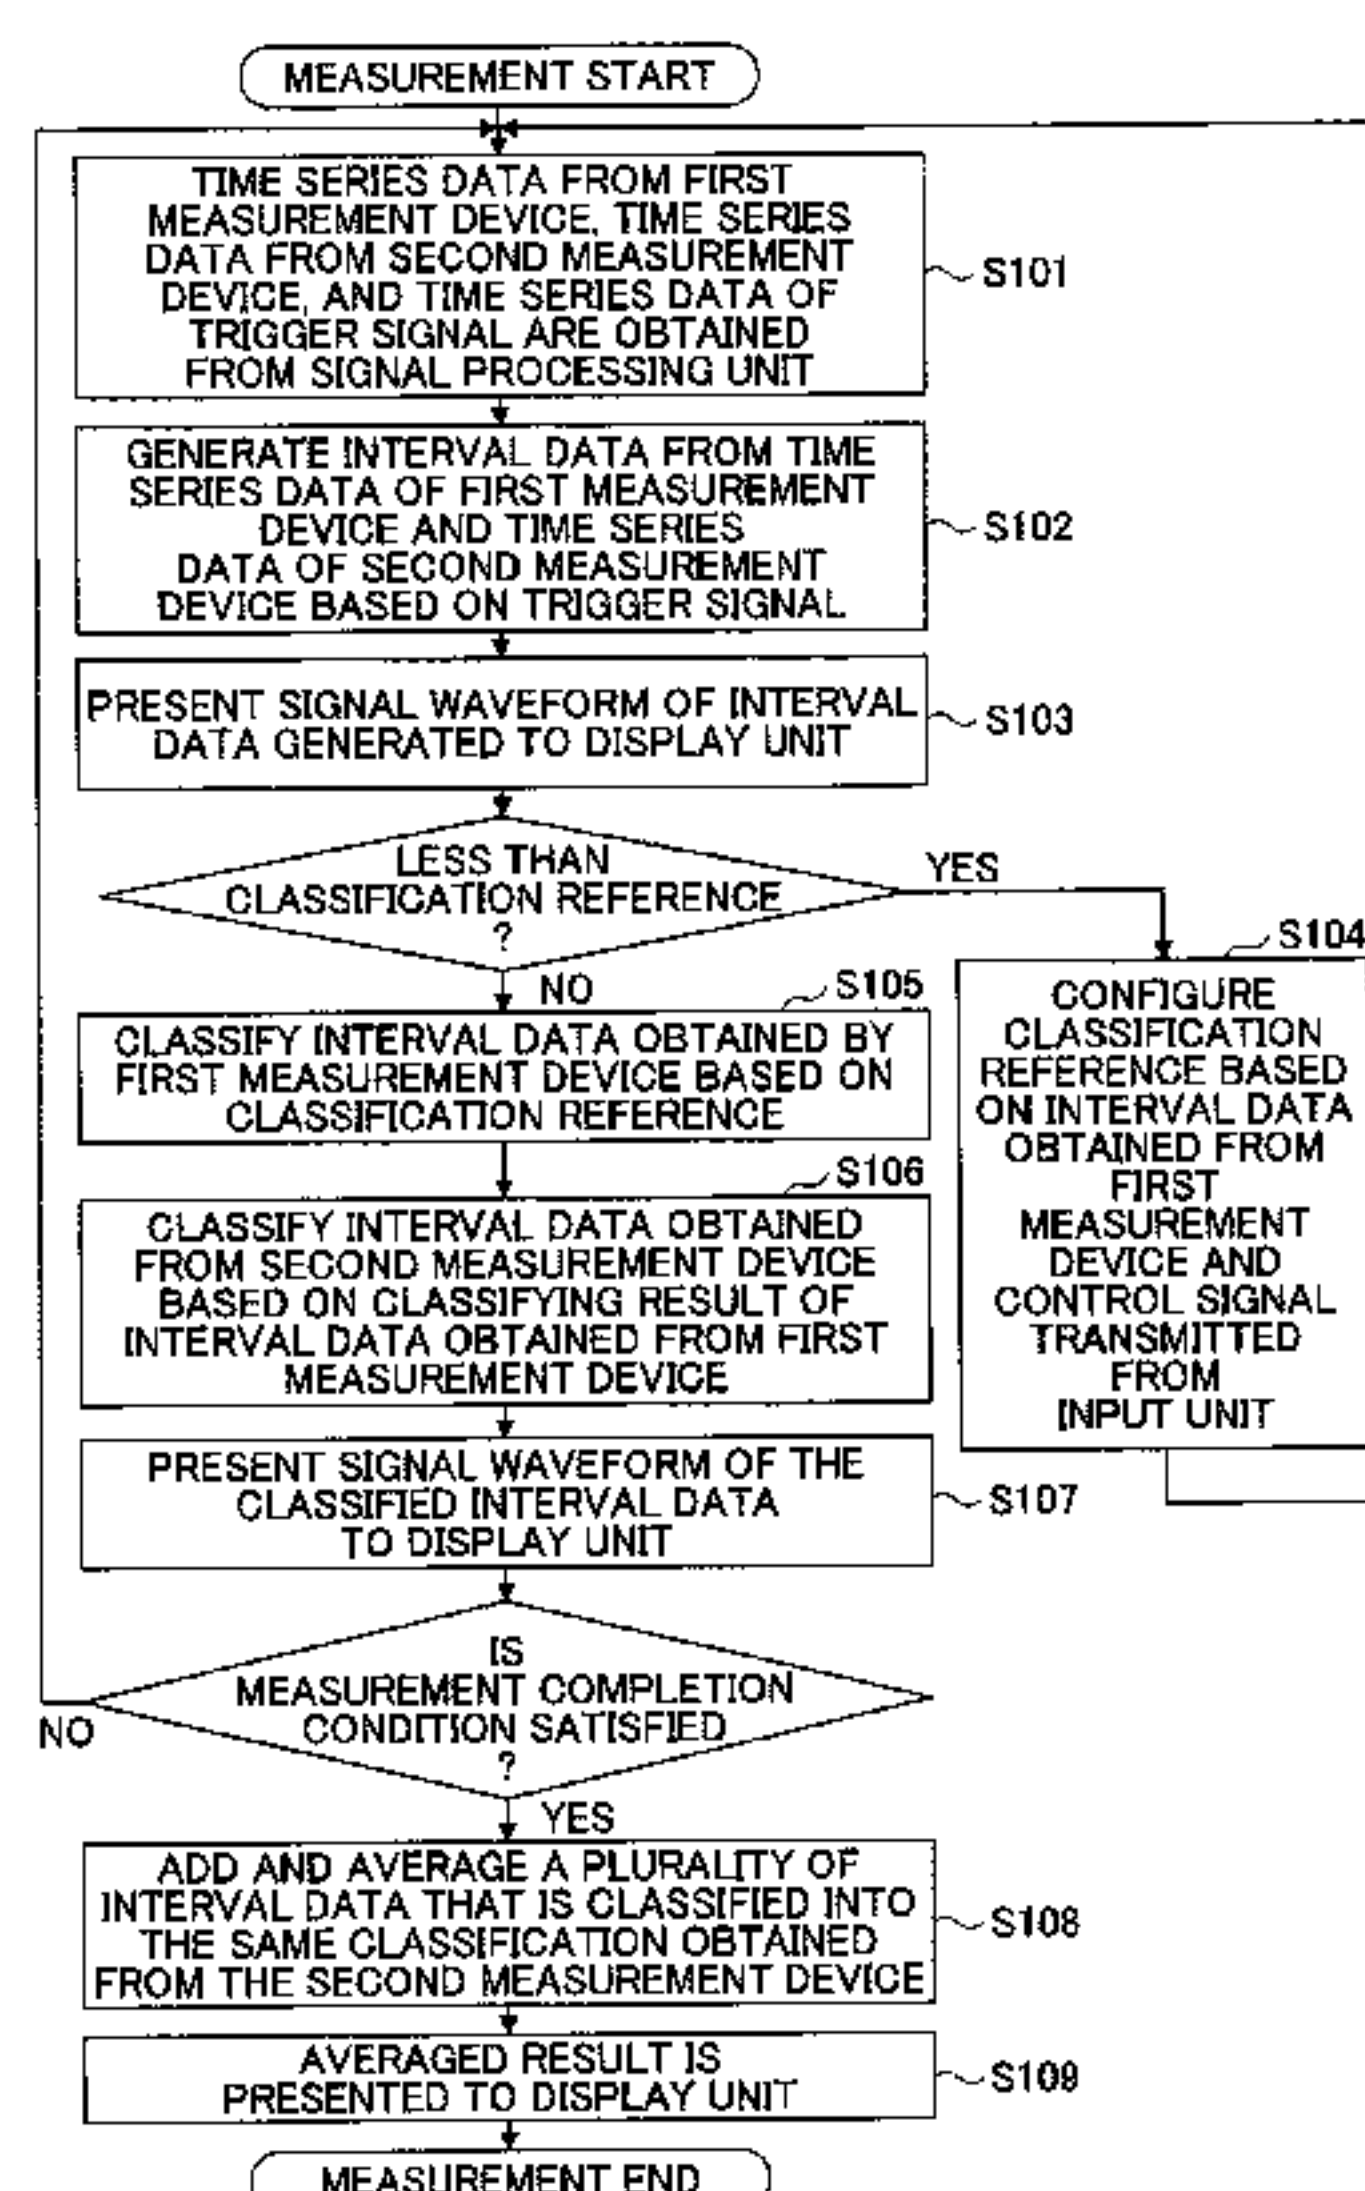 MEASUREMENT START
TIME SERIES DATA FROM FIRST
MEASUREMENT DEVICE, TIME SERIES
DATA FROM SECOND MEASUREMENT
DEVICE, AND TIME SERIES DATA OF
TRIGGER SIGNAL ARE OBTAINED
FROM SIGNAL PROCESSING UNIT
S101
GENERATE INTERVAL DATA FROM TIME
SERIES DATA OF FIRST MEASUREMENT
DEVICE AND TIME SERIES
DATA OF SECOND MEASUREMENT
DEVICE BASED ON TRIGGER SIGNAL
S102
PRESENT SIGNAL WAVEFORM OF INTERVAL
DATA GENERATED TO DISPLAY UNIT
S103
LESS THAN
CLASSIFICATION REFERENCE
?
YES
NO
S104
CONFIGURE
CLASSIFICATION
REFERENCE BASED
ON INTERVAL DATA
OBTAINED FROM
FIRST
MEASUREMENT
DEVICE AND
CONTROL SIGNAL
TRANSMITTED
FROM
INPUT UNIT
S105
CLASSIFY INTERVAL DATA OBTAINED BY
FIRST MEASUREMENT DEVICE BASED ON
CLASSIFICATION REFERENCE
S106
CLASSIFY INTERVAL DATA OBTAINED
FROM SECOND MEASUREMENT DEVICE
BASED ON CLASSIFYING RESULT OF
INTERVAL DATA OBTAINED FROM FIRST
MEASUREMENT DEVICE
PRESENT SIGNAL WAVEFORM OF THE
CLASSIFIED INTERVAL DATA
TO DISPLAY UNIT
S107
IS
MEASUREMENT COMPLETION
CONDITION SATISFIED
?
NO
YES
ADD AND AVERAGE A PLURALITY OF
INTERVAL DATA THAT IS CLASSIFIED INTO
THE SAME CLASSIFICATION OBTAINED
FROM THE SECOND MEASUREMENT DEVICE
S108
AVERAGED RESULT IS
PRESENTED TO DISPLAY UNIT
S109
MEASUREMENT END